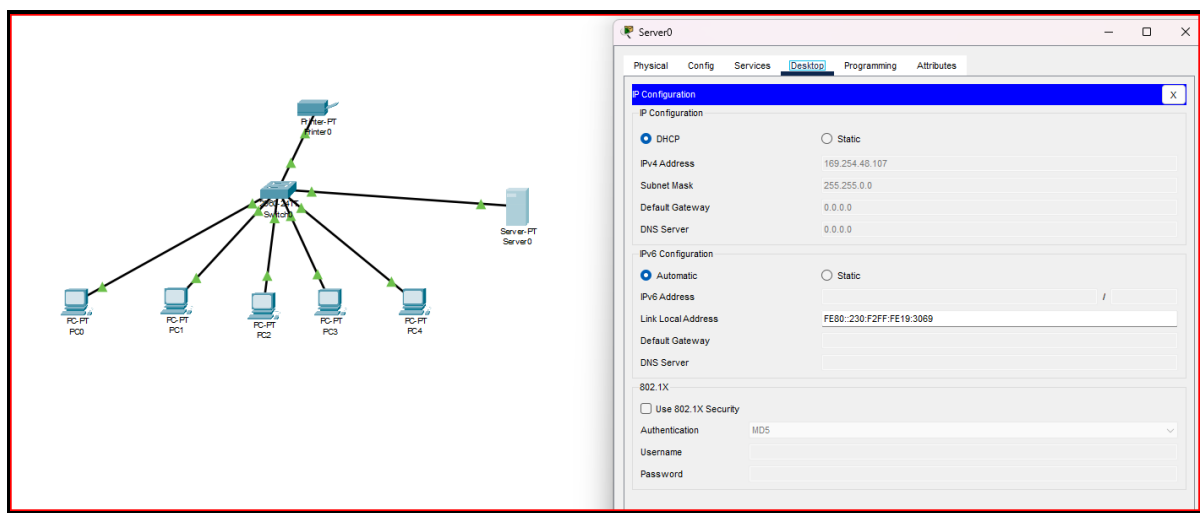 Printer-PT
Printer0
Switch0
Server-PT
Server0
PC-PT
PC0
PC-PT
PC1
PC-PT
PC2
PC-PT
PC3
PC-PT
PC4
Server0
Physical Config Services Desktop Programming Attributes
IP Configuration X
IP Configuration
DHCP Static
IPv4 Address 169.254.48.107
Subnet Mask 255.255.0.0
Default Gateway 0.0.0.0
DNS Server 0.0.0.0
IPv6 Configuration
Automatic Static
IPv6 Address /
Link Local Address FE80::230:F2FF:FE19:3069
Default Gateway
DNS Server
802.1X
Use 802.1X Security
Authentication MD5
Username
Password